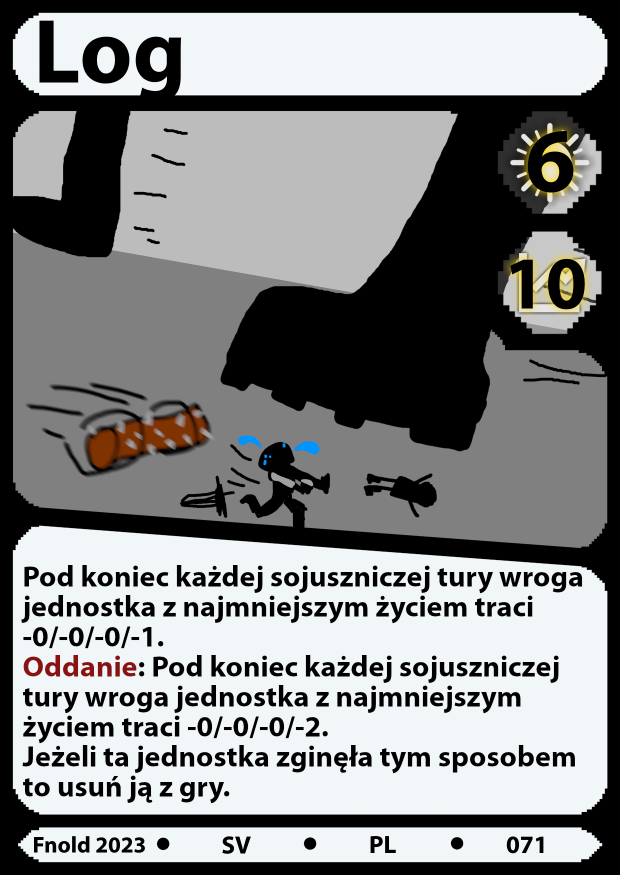 Log
6
10
Pod koniec każdej sojuszniczej tury wroga
jednostka z najmniejszym życiem traci
-0/-0/-0/-1.
Oddanie: Pod koniec każdej sojuszniczej
tury wroga jednostka z najmniejszym
życiem traci -0/-0/-0/-2.
Jeżeli ta jednostka zginęła tym sposobem
to usuń ją z gry.
Fnold 2023 • SV • PL • 071